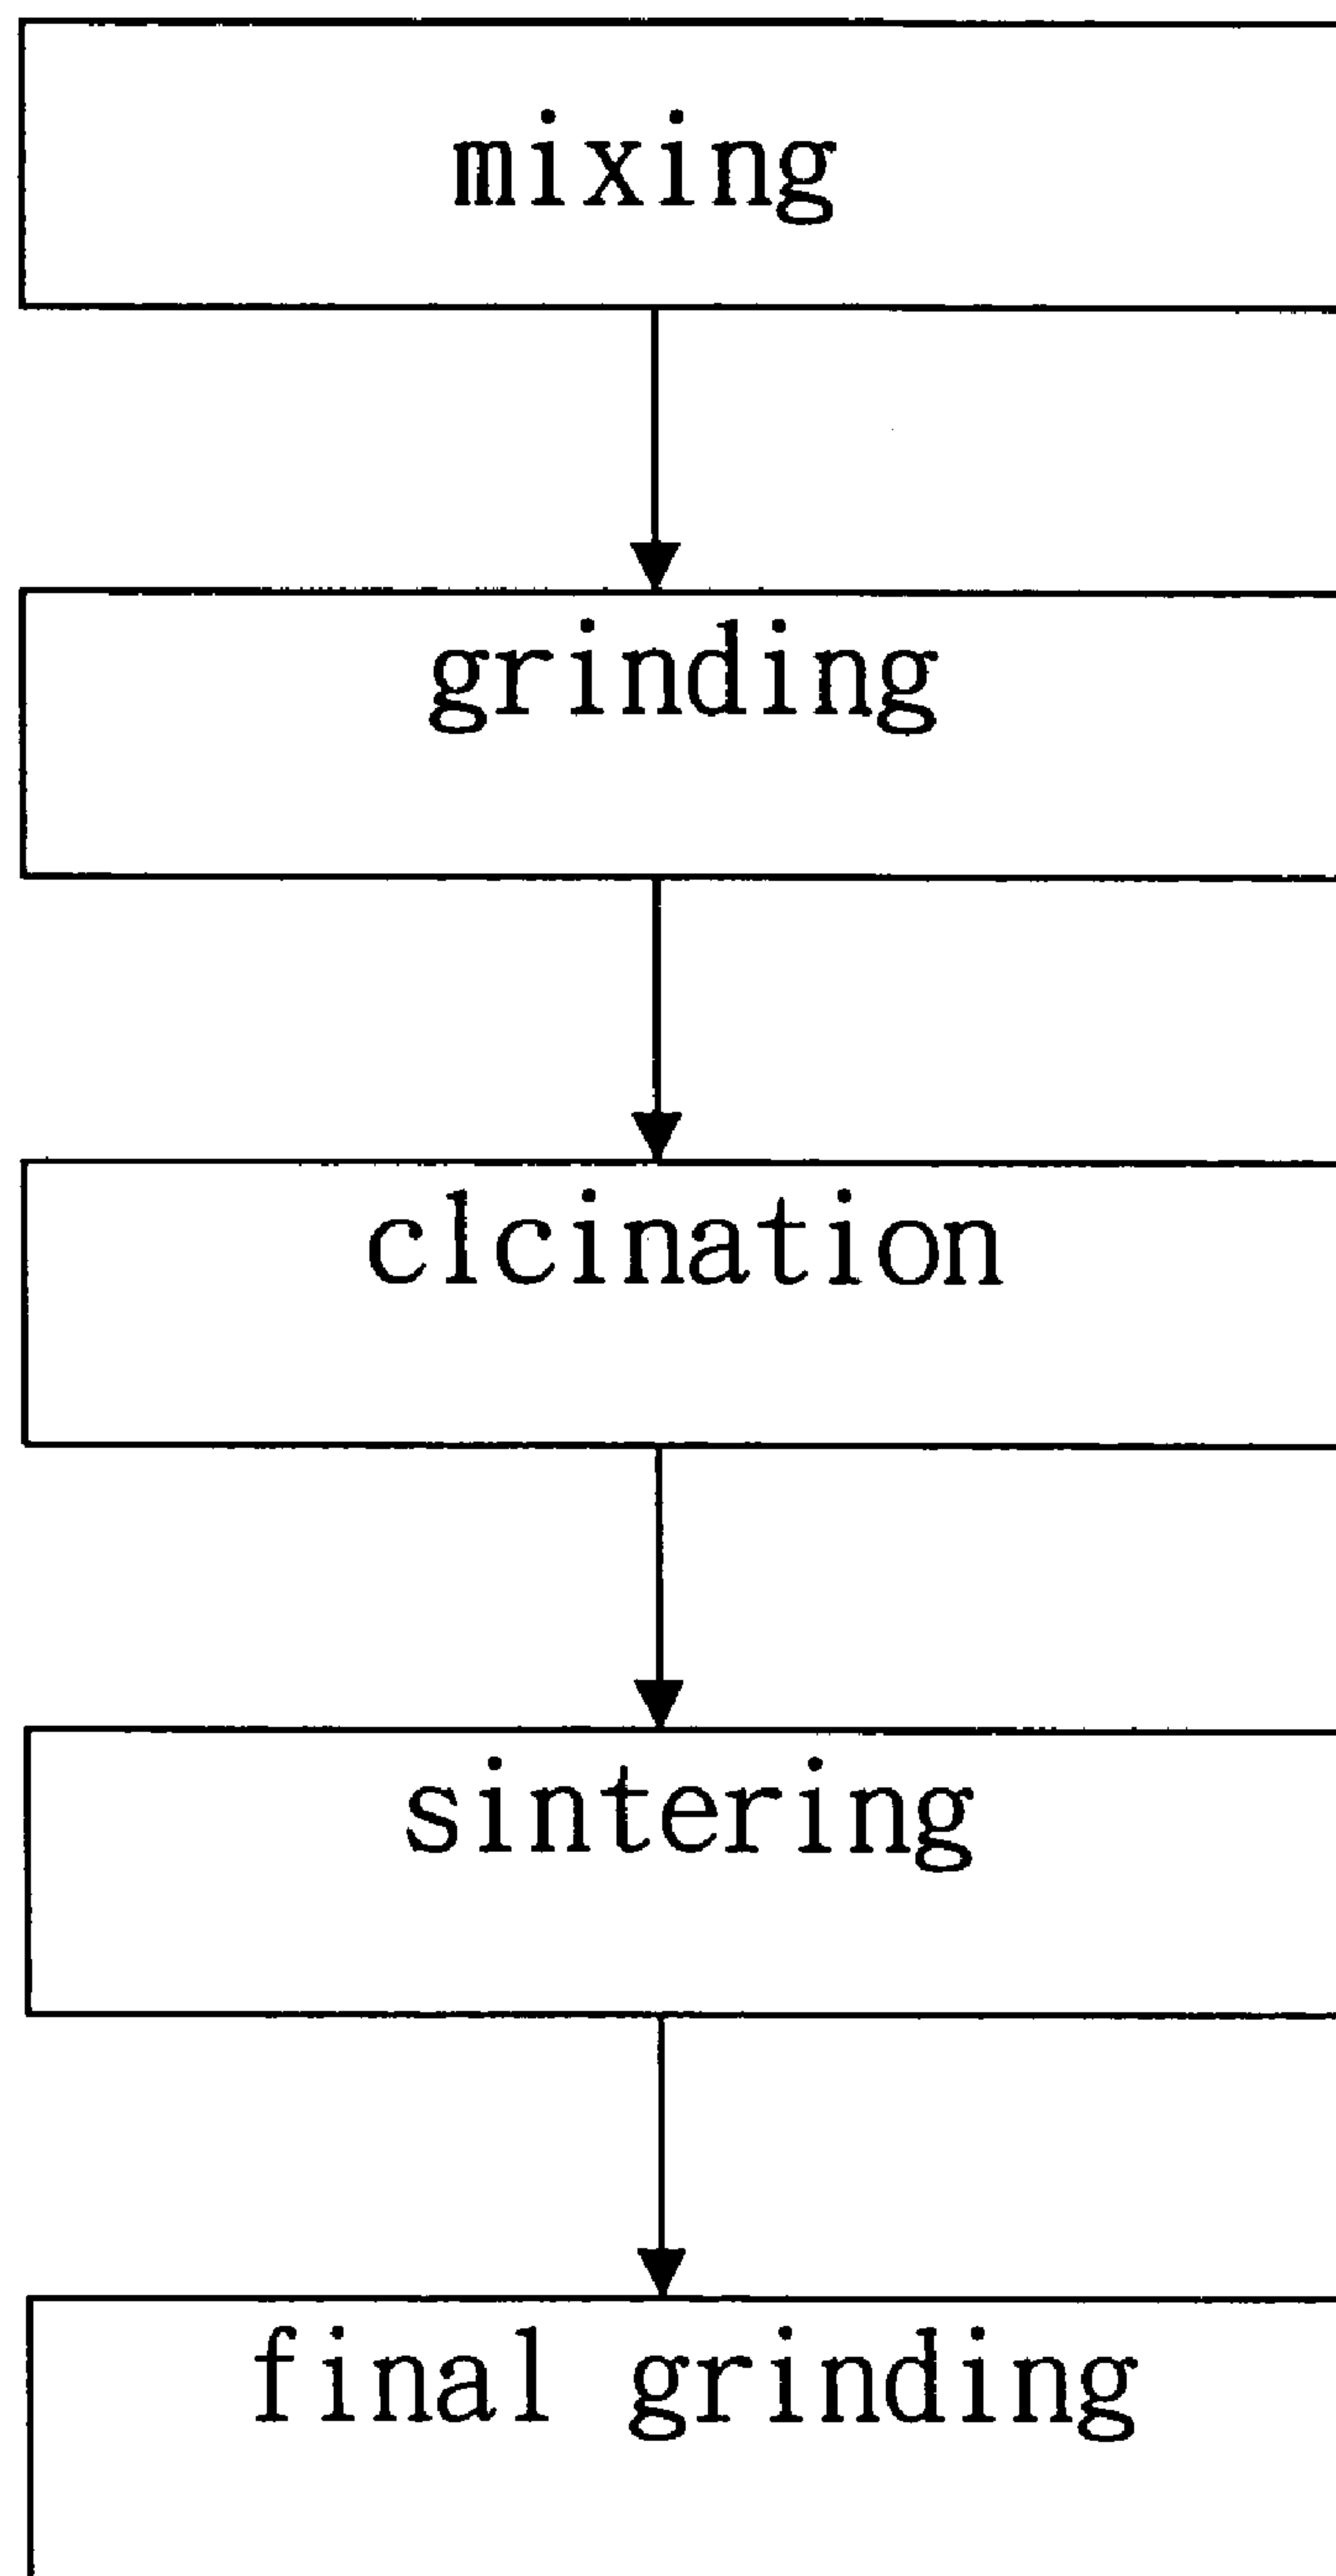 mixing
grinding
clcination
sintering
final grinding